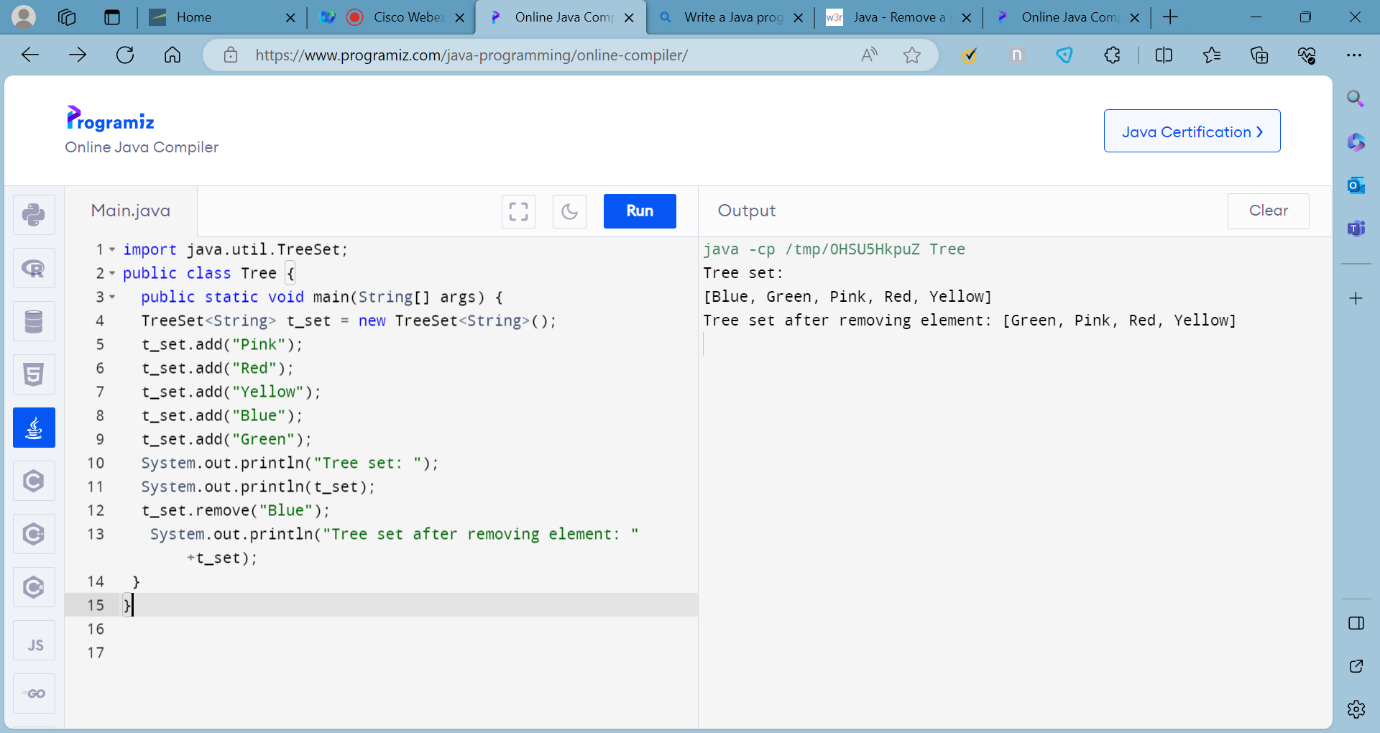 Home
Cisco Webex
Online Java Comp
Write a Java prog
w3r
Java - Remove a
Online Java Comp
https://www.programiz.com/java-programming/online-compiler/
Programiz
Online Java Compiler
Java Certification >
Main.java
Run
Output
Clear
1 import java.util.TreeSet;
2 public class Tree {
3 public static void main(String[] args) {
4 TreeSet<String> t_set = new TreeSet<String>();
5 t_set.add("Pink");
6 t_set.add("Red");
7 t_set.add("Yellow");
8 t_set.add("Blue");
9 t_set.add("Green");
10 System.out.println("Tree set: ");
11 System.out.println(t_set);
12 t_set.remove("Blue");
13 System.out.println("Tree set after removing element: "
+t_set);
14 }
15 }
16
17
java -cp /tmp/OHSU5HkpuZ Tree
Tree set:
[Blue, Green, Pink, Red, Yellow]
Tree set after removing element: [Green, Pink, Red, Yellow]
JS
GO